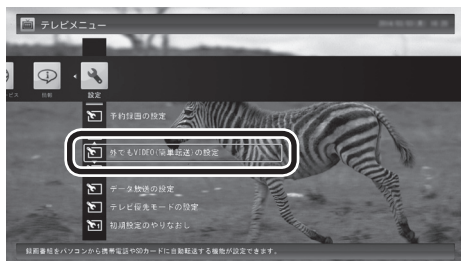 テレビメニュー
設定
予約録画の設定
外でもVIDEO(簡単転送)の設定
データ放送の設定
テレビ優先モードの設定
初期設定のやりなおし
録画番組をパソコンから携帯電話やSDカードに自動転送する機能が設定できます。